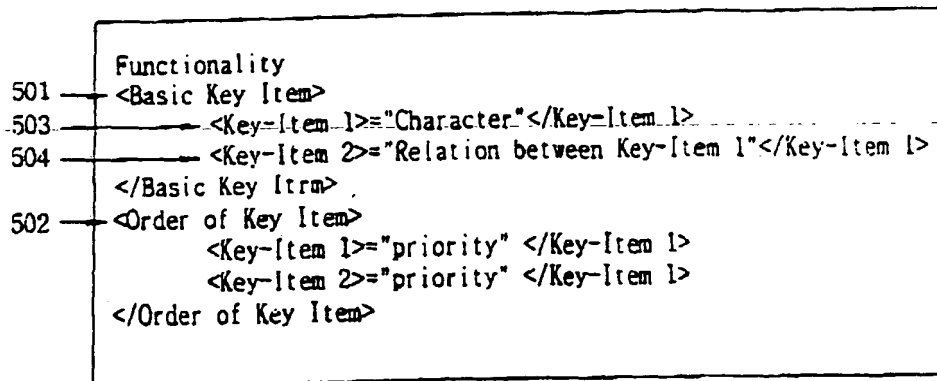 Functionality
501 <Basic Key Item>
503 <Key-Item 1>="Character"</Key-Item 1>
504 <Key-Item 2>="Relation between Key-Item 1"</Key-Item 1>
</Basic Key Itrm>
502 <Order of Key Item>
<Key-Item 1>="priority" </Key-Item 1>
<Key-Item 2>="priority" </Key-Item 1>
</Order of Key Item>